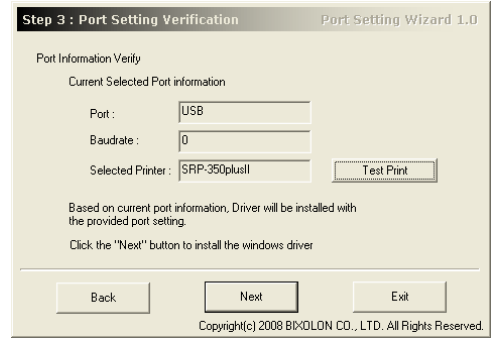 Step 3 : Port Setting Verification Port Setting Wizard 1.0
Port Information Verify
Current Selected Port information
Port : USB
Baudrate : 0
Selected Printer : SRP-350plusII Test Print
Based on current port information, Driver will be installed with
the provided port setting.
Click the "Next" button to install the windows driver
Back Next Exit
Copyright(c) 2008 BIXOLON CO., LTD. All Rights Reserved.